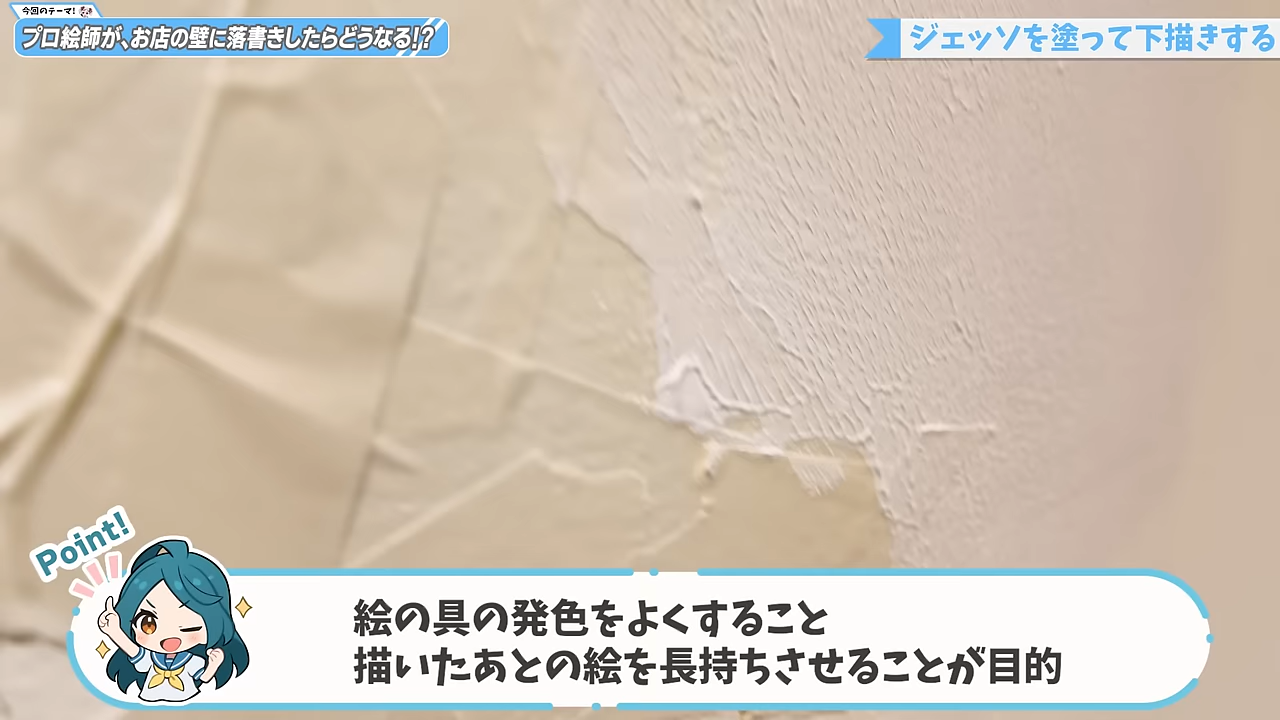 今回のテーマ!
プロ絵師が、お店の壁に落書きしたらどうなる!?
ジェッソを塗って下描きする
Point!
絵の具の発色をよくすること
描いたあとの絵を長持ちさせることが目的